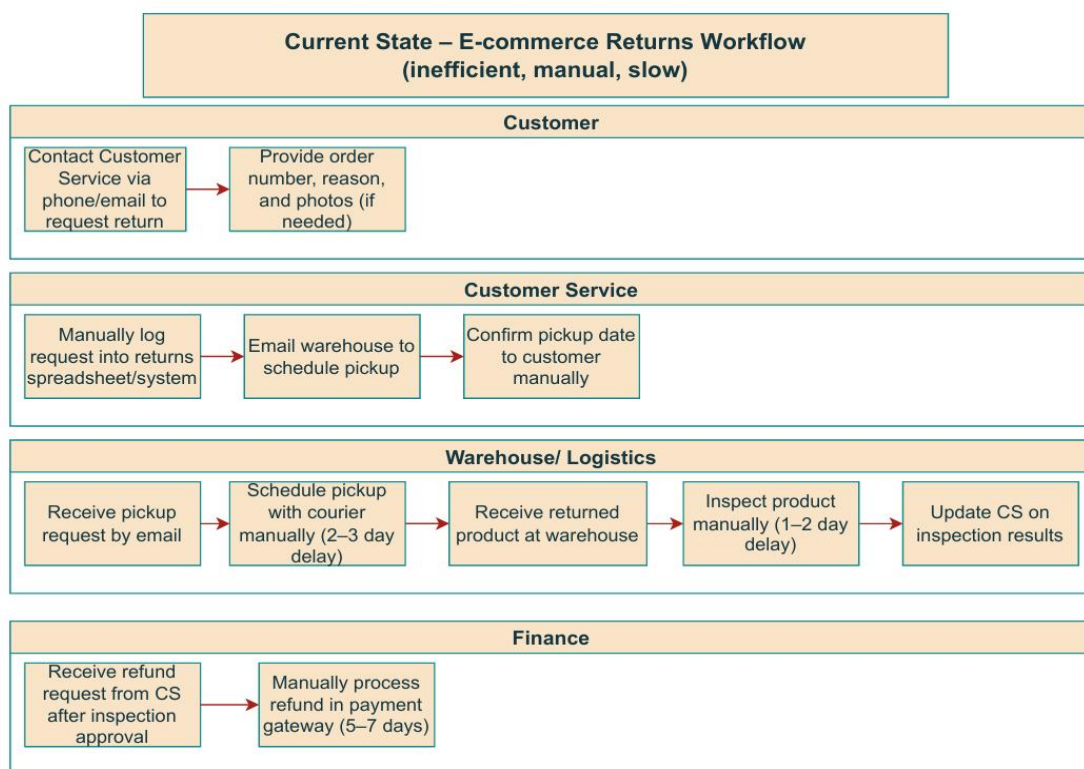 Current State – E-commerce Returns Workflow
(inefficient, manual, slow)
Customer
Contact Customer
Service via
phone/email to
request return
Provide order
number, reason,
and photos (if
needed)
Customer Service
Manually log
request into returns
spreadsheet/system
Email warehouse to
schedule pickup
Confirm pickup date
to customer
manually
Warehouse/ Logistics
Receive pickup
request by email
Schedule pickup
with courier
manually (2–3 day
delay)
Receive returned
product at warehouse
Inspect product
manually (1–2 day
delay)
Update CS on
inspection results
Finance
Receive refund
request from CS
after inspection
approval
Manually process
refund in payment
gateway (5–7 days)